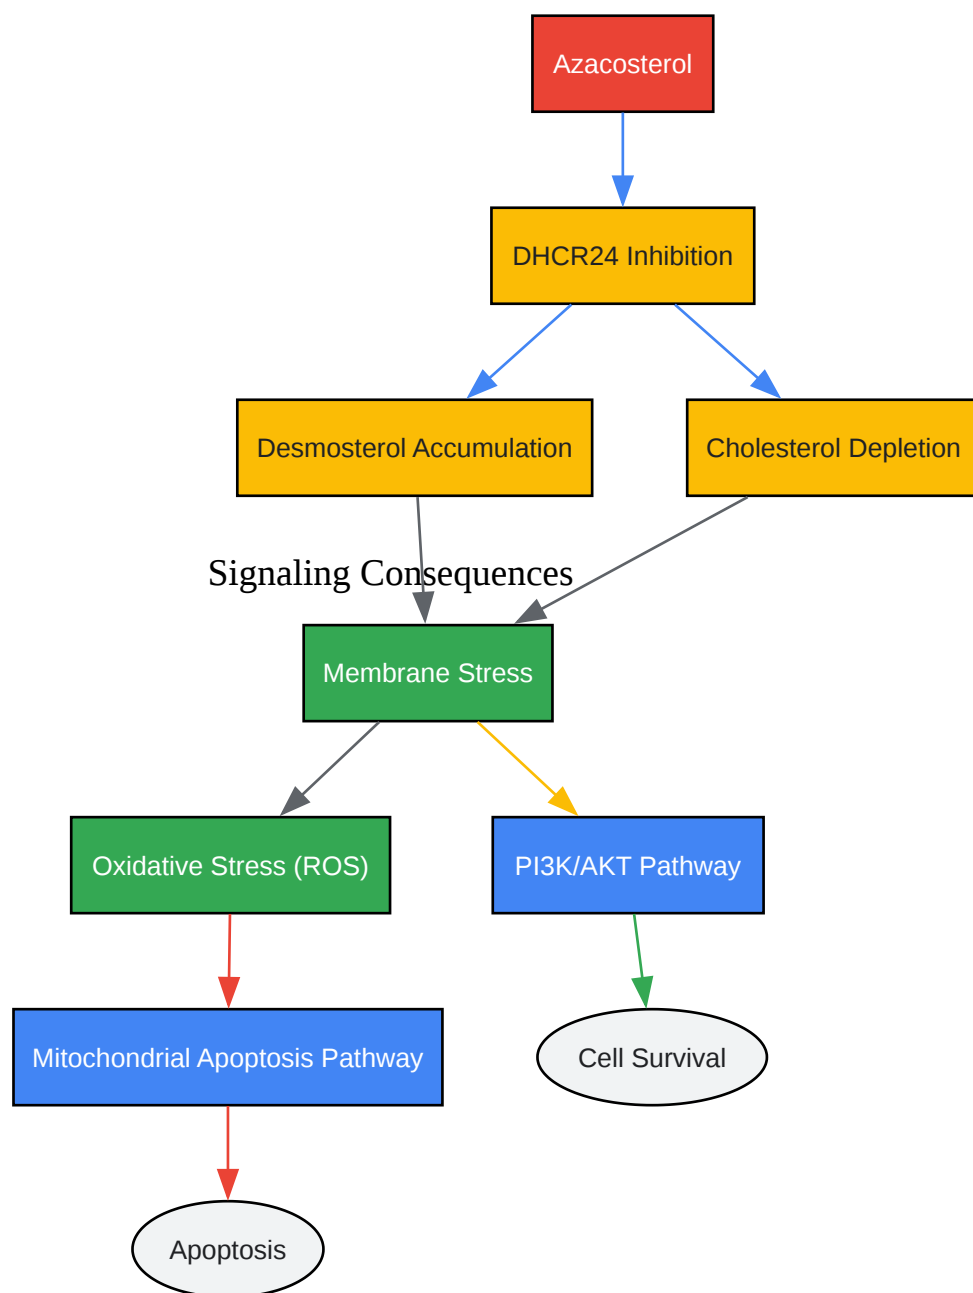 Azacosterol
DHCR24 Inhibition
Desmosterol Accumulation
Cholesterol Depletion
Signaling Consequences
Membrane Stress
Oxidative Stress (ROS)
PI3K/AKT Pathway
Mitochondrial Apoptosis Pathway
Cell Survival
Apoptosis